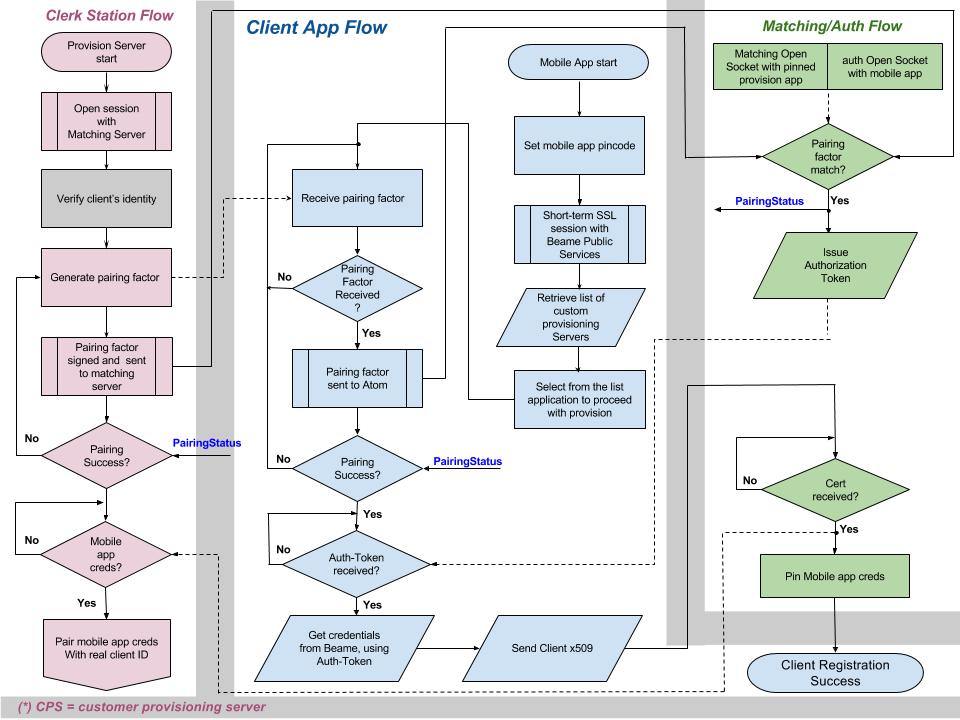 Clerk Station Flow
Provision Server
start
Open session
with
Matching Server
Verify client's identity
Generate pairing factor
Pairing factor
signed and sent
to matching
server
No
Pairing
Success?
PairingStatus
No
Mobile
app
creds?
Yes
Pair mobile app creds
With real client ID
Client App Flow
Receive pairing factor
No
Pairing
Factor
Received
?
Yes
Pairing factor
sent to Atom
No
Pairing
Success?
PairingStatus
Yes
No
Auth-Token
received?
Yes
Get credentials
from Beame, using
Auth-Token
Send Client x509
Mobile App start
Set mobile app pincode
Short-term SSL
session with
Beame Public
Services
Retrieve list of
custom
provisioning
Servers
Select from the list
application to proceed
with provision
Matching/Auth Flow
Matching Open
Socket with pinned
provision app
auth Open Socket
with mobile app
Pairing
factor
match?
PairingStatus
Yes
Issue
Authorization
Token
No
Cert
received?
Yes
Pin Mobile app creds
Client Registration
Success
(*) CPS = customer provisioning server